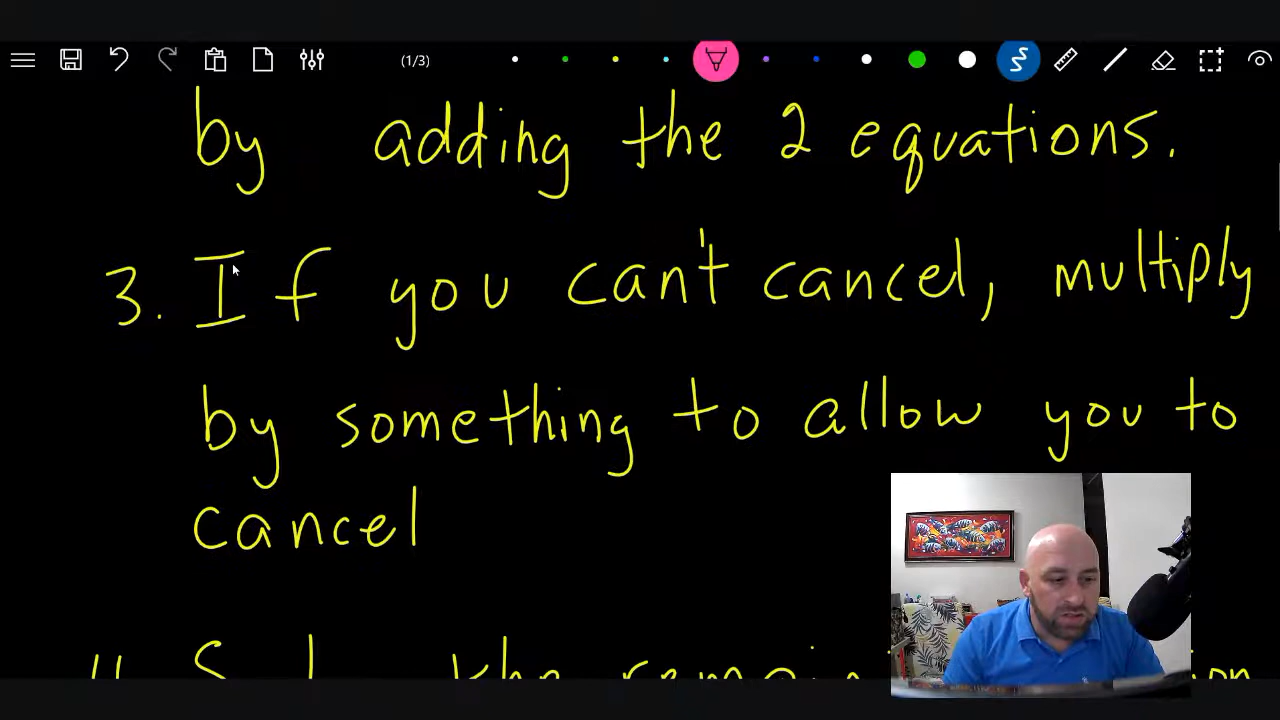 (1/3)
by adding the 2 equations.
3. If you can't cancel, multiply
by something to allow you to
cancel
the